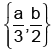 {a/3, b/2}